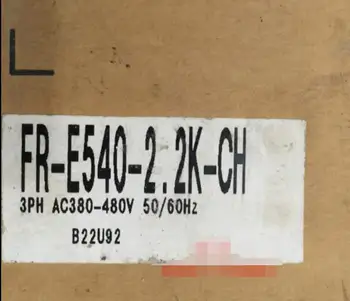 FR-E540-2.2K-CH
3PH AC380-480V 50/60Hz
B22U92